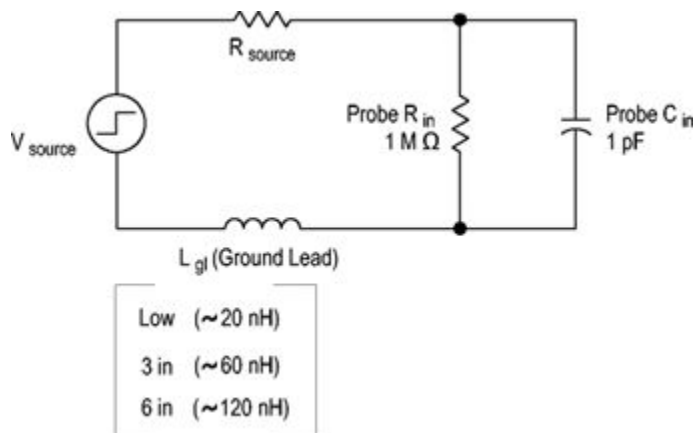 R source
Probe R in
1 M Ω
Probe C in
1 pF
V source
L gl (Ground Lead)
Low (~20 nH)
3 in (~60 nH)
6 in (~120 nH)